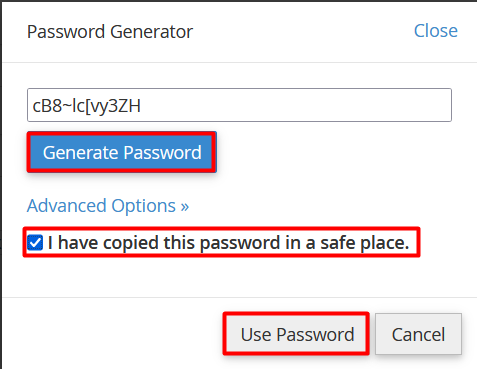 Password Generator
Close
cB8~lc[vy3ZH
Generate Password
Advanced Options »
I have copied this password in a safe place.
Use Password
Cancel